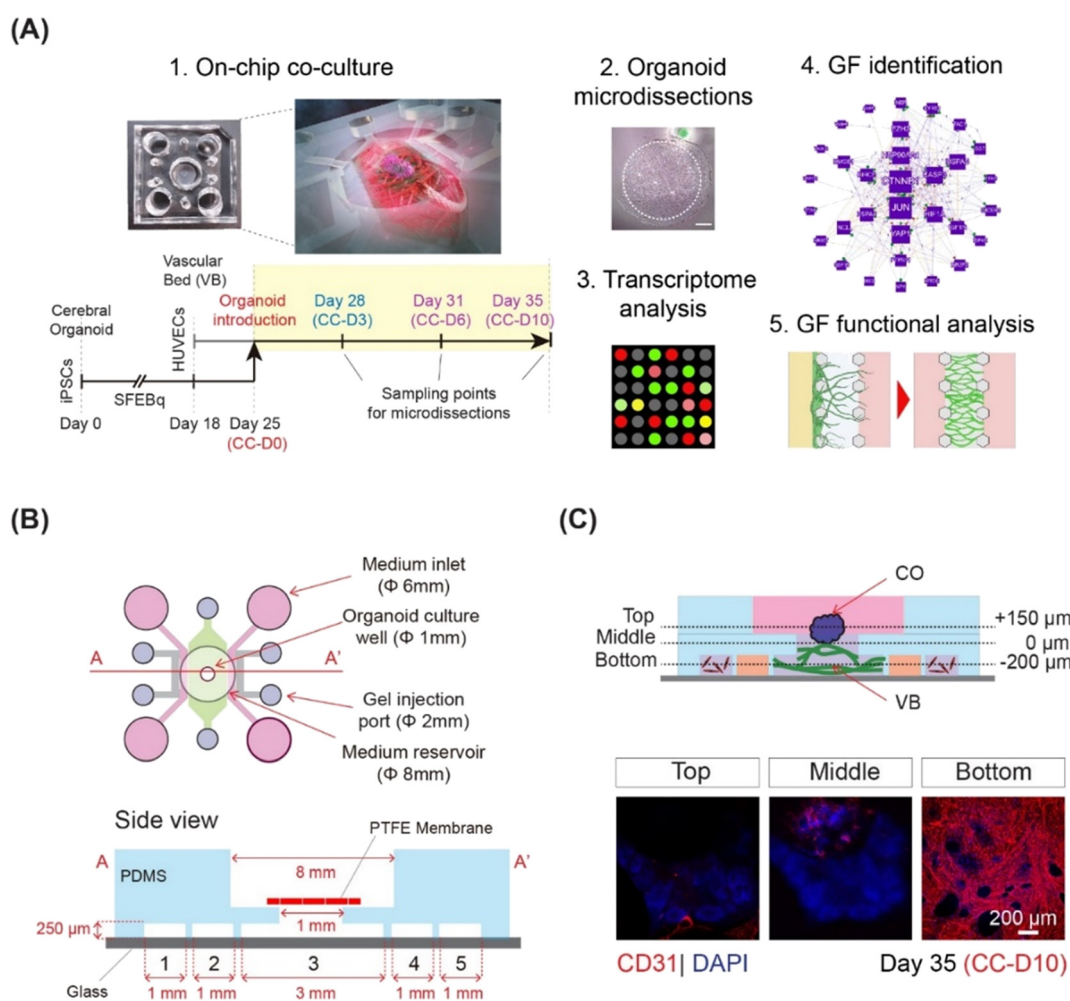 (A)
1. On-chip co-culture
2. Organoid
microdissections
4. GF identification
CTNNB1
JUN
YAP1
Vascular
Bed (VB)
3. Transcriptome
analysis
Cerebral
Organoid
Organoid
introduction
Day 28
(CC-D3)
Day 31
(CC-D6)
Day 35
(CC-D10)
5. GF functional analysis
iPSCs
HUVECs
SFEBq
Sampling points
for microdissections
Day 0
Day 18
Day 25
(CC-D0)
(B)
Medium inlet
(Φ 6mm)
Organoid culture
well (Φ 1mm)
A
A'
Gel injection
port (Φ 2mm)
Medium reservoir
(Φ 8mm)
Side view
PTFE Membrane
A
A'
PDMS
8 mm
250 µm
1 mm
1
2
3
4
5
Glass
1 mm
1 mm
3 mm
1 mm
1 mm
(C)
CO
Top
+150 µm
Middle
0 µm
Bottom
-200 µm
VB
Top
Middle
Bottom
200 µm
CD31| DAPI
Day 35 (CC-D10)